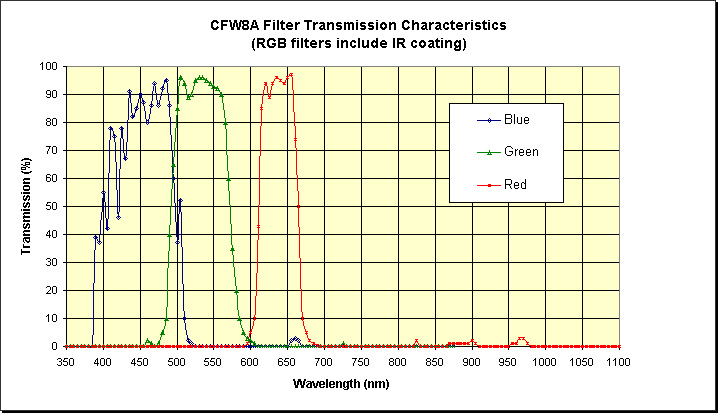 CFW8A Filter Transmission Characteristics
(RGB filters include IR coating)
100
90
80
70
60
50
40
30
20
10
0
Transmission (%)
Blue
Green
Red
350 400 450 500 550 600 650 700 750 800 850 900 950 1000 1050 1100
Wavelength (nm)